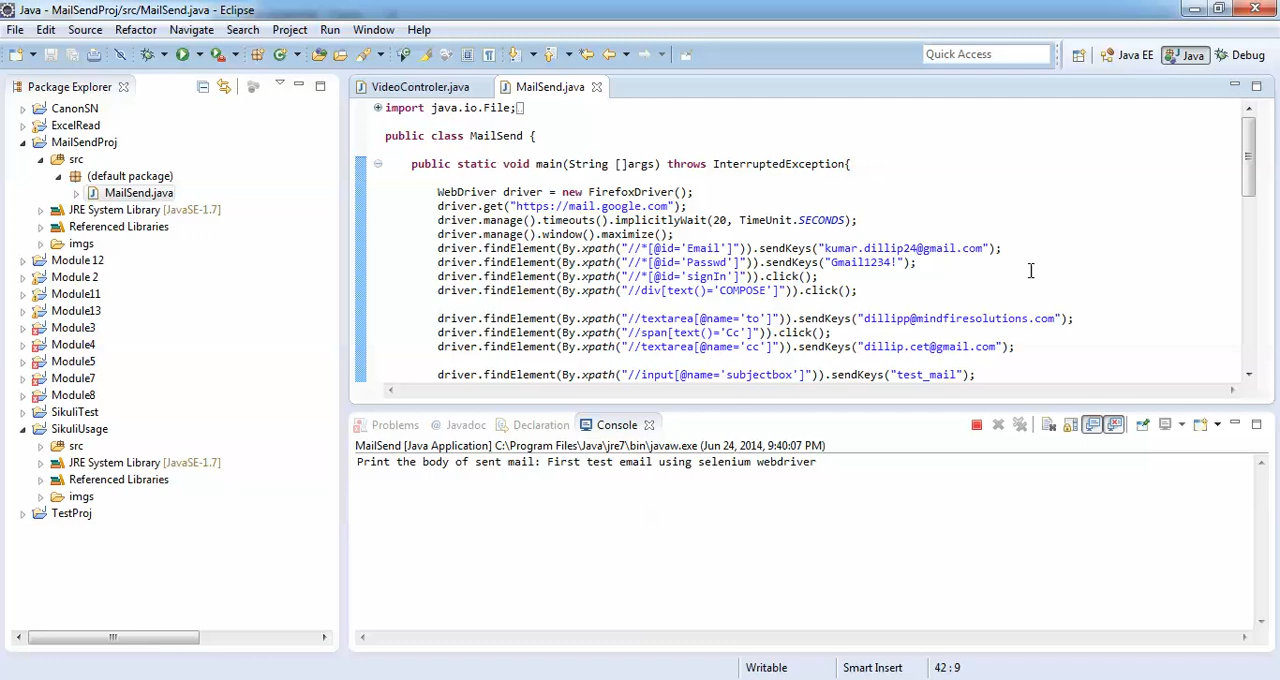 Java - MailSendProj/src/MailSend.java - Eclipse
File Edit Source Refactor Navigate Search Project Run Window Help
Quick Access Java EE Java Debug
Package Explorer
CanonSN
ExcelRead
MailSendProj
src
(default package)
MailSend.java
JRE System Library [JavaSE-1.7]
Referenced Libraries
imgs
Module 12
Module 2
Module11
Module13
Module3
Module4
Module5
Module7
Module8
SikuliTest
SikuliUsage
src
JRE System Library [JavaSE-1.7]
Referenced Libraries
imgs
TestProj
VideoControler.java MailSend.java
import java.io.File;
public class MailSend {
public static void main(String []args) throws InterruptedException{
WebDriver driver = new FirefoxDriver();
driver.get("https://mail.google.com");
driver.manage().timeouts().implicitlyWait(20, TimeUnit.SECONDS);
driver.manage().window().maximize();
driver.findElement(By.xpath("//*[@id='Email']")).sendKeys("kumar.dillip24@gmail.com");
driver.findElement(By.xpath("//*[@id='Passwd']")).sendKeys("Gmail1234!");
driver.findElement(By.xpath("//*[@id='signIn']")).click();
driver.findElement(By.xpath("//div[text()='COMPOSE']")).click();
driver.findElement(By.xpath("//textarea[@name='to']")).sendKeys("dillipp@mindfiresolutions.com");
driver.findElement(By.xpath("//span[text()='Cc']")).click();
driver.findElement(By.xpath("//textarea[@name='cc']")).sendKeys("dillip.cet@gmail.com");
driver.findElement(By.xpath("//input[@name='subjectbox']")).sendKeys("test_mail");
Problems Javadoc Declaration Console
MailSend [Java Application] C:\Program Files\Java\jre7\bin\javaw.exe (Jun 24, 2014, 9:40:07 PM)
Print the body of sent mail: First test email using selenium webdriver
Writable Smart Insert 42 : 9